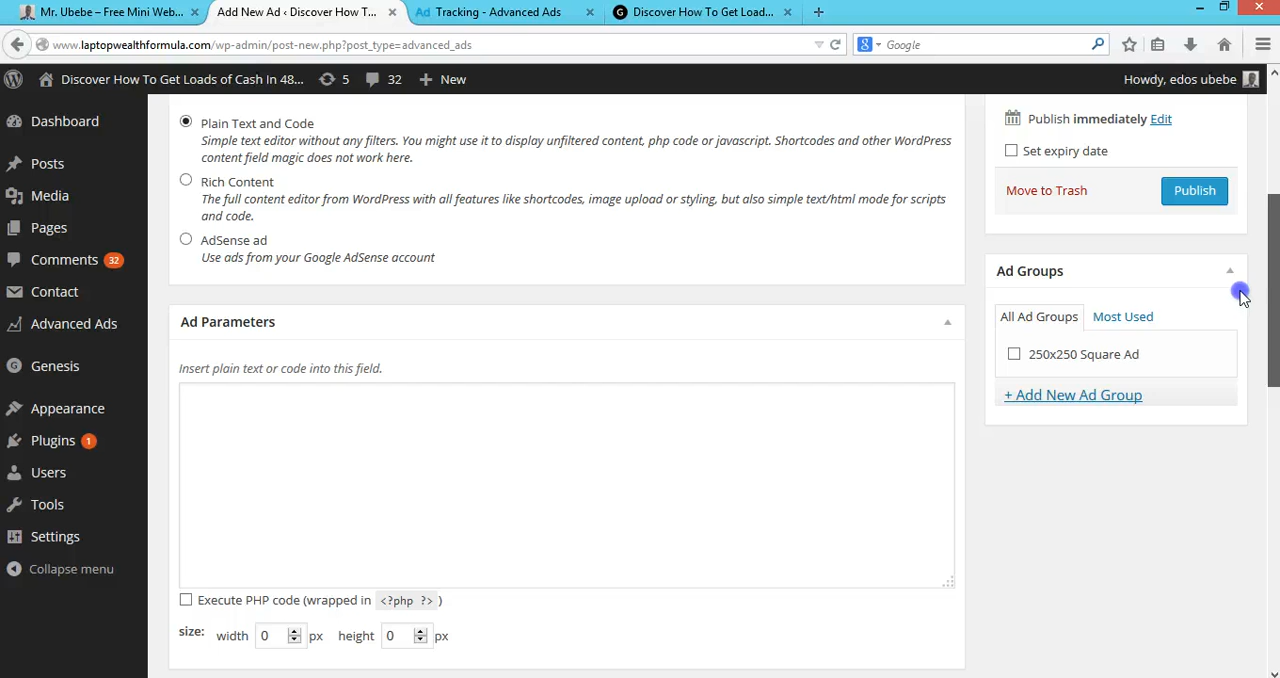 Mr. Ubebe – Free Mini Web...
Add New Ad ‹ Discover How T...
Ad Tracking - Advanced Ads
G Discover How To Get Load...
www.laptopwealthformula.com/wp-admin/post-new.php?post_type=advanced_ads
8 Google
Discover How To Get Loads of Cash In 48... 5 32 + New
Howdy, edos ubebe
Dashboard
Posts
Media
Pages
Comments 32
Contact
Advanced Ads
G Genesis
Appearance
Plugins 1
Users
Tools
Settings
Collapse menu
Plain Text and Code
Simple text editor without any filters. You might use it to display unfiltered content, php code or javascript. Shortcodes and other WordPress
content field magic does not work here.
Rich Content
The full content editor from WordPress with all features like shortcodes, image upload or styling, but also simple text/html mode for scripts
and code.
AdSense ad
Use ads from your Google AdSense account
Ad Parameters
Insert plain text or code into this field.
Execute PHP code (wrapped in <?php ?> )
size: width 0 px height 0 px
Publish immediately Edit
Set expiry date
Move to Trash
Publish
Ad Groups
All Ad Groups Most Used
250x250 Square Ad
+ Add New Ad Group